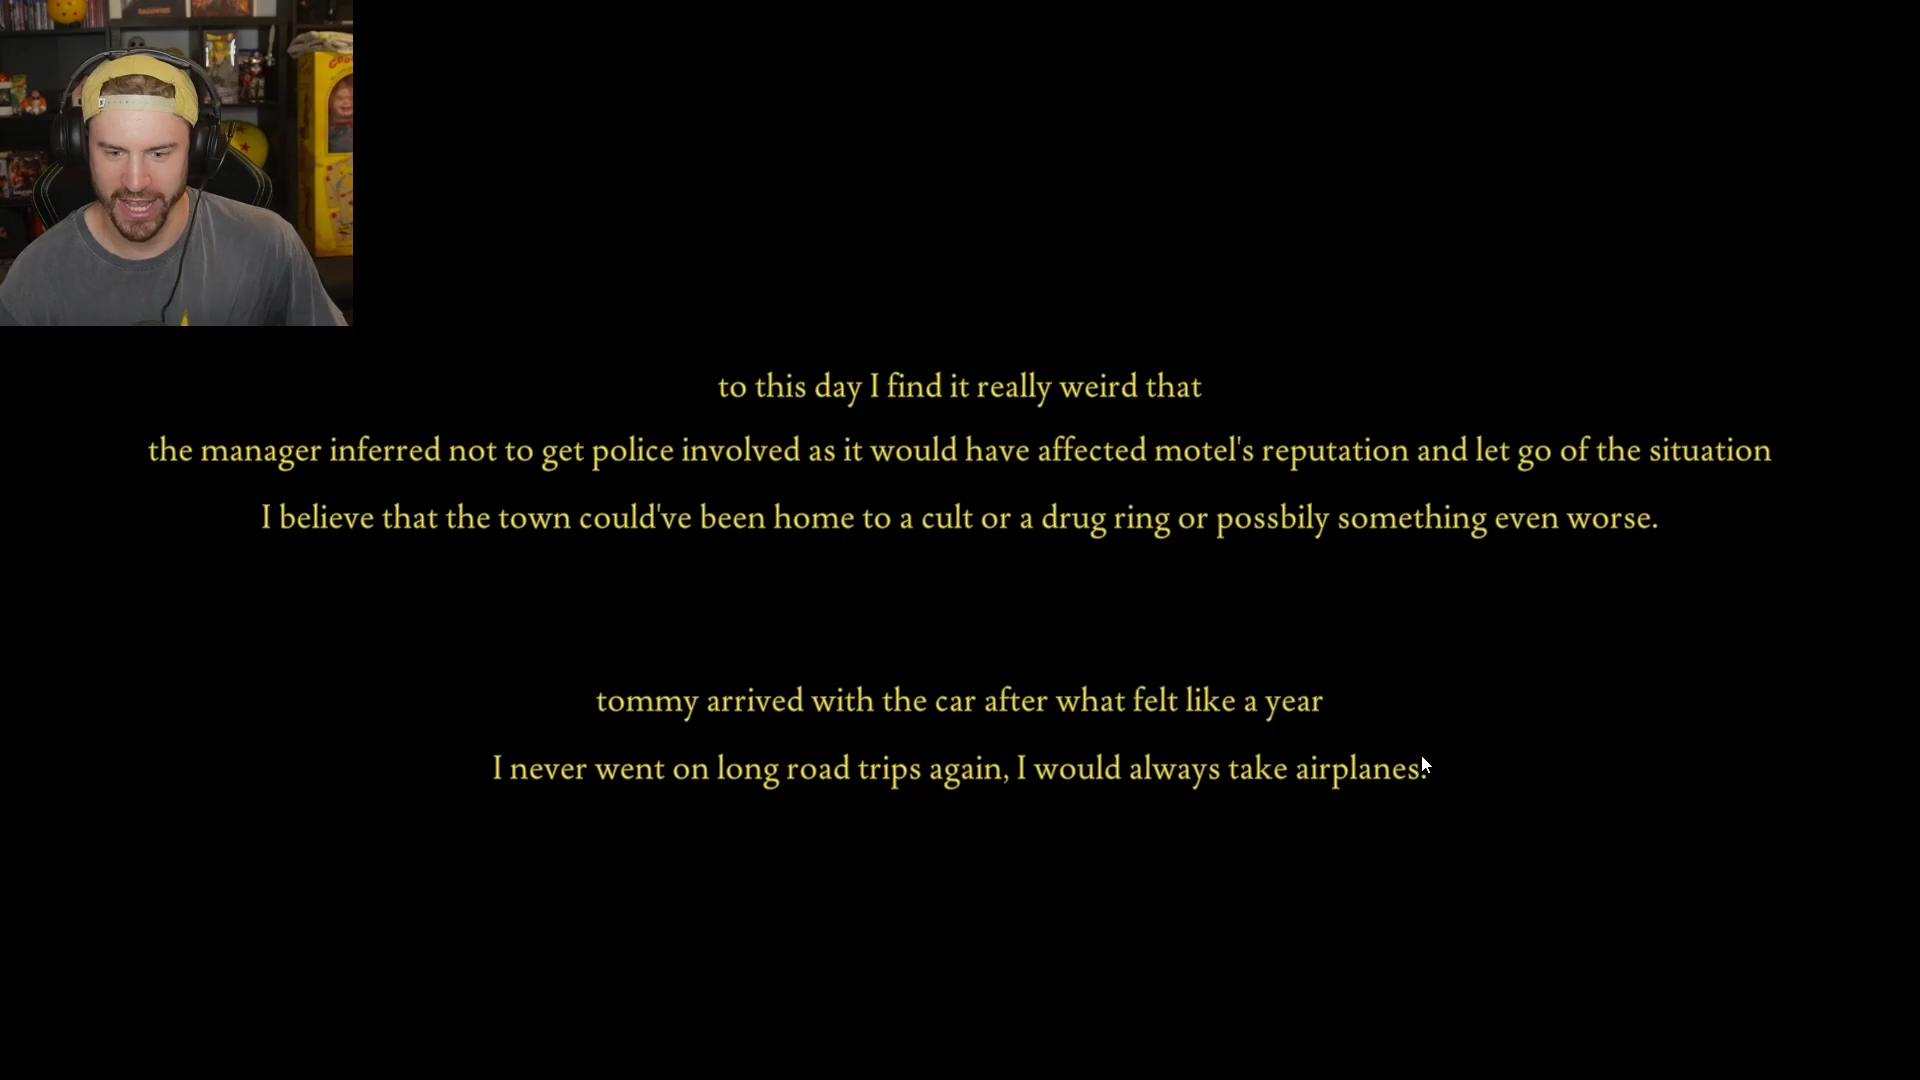 to this day I find it really weird that
the manager inferred not to get police involved as it would have affected motel's reputation and let go of the situation
I believe that the town could've been home to a cult or a drug ring or possbily something even worse.
tommy arrived with the car after what felt like a year
I never went on long road trips again, I would always take airplanes.